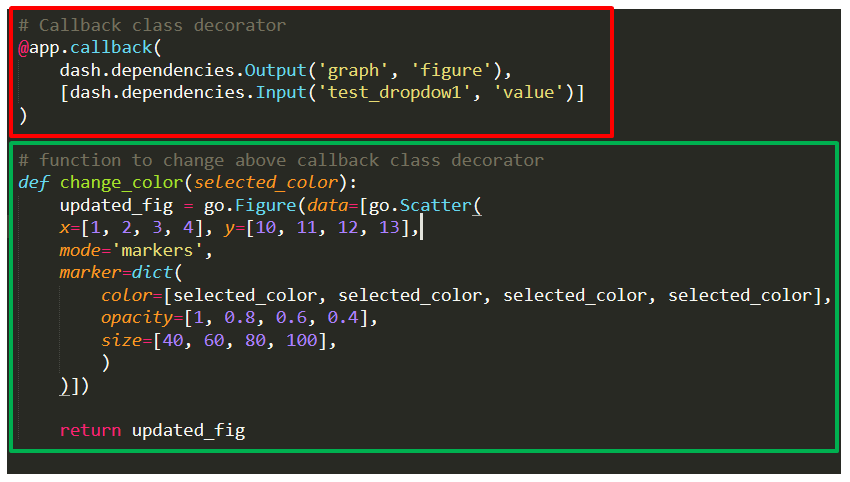 # Callback class decorator
@app.callback(
    dash.dependencies.Output('graph', 'figure'),
    [dash.dependencies.Input('test_dropdow1', 'value')]
)
# function to change above callback class decorator
def change_color(selected_color):
    updated_fig = go.Figure(data=[go.Scatter(
    x=[1, 2, 3, 4], y=[10, 11, 12, 13],
    mode='markers',
    marker=dict(
        color=[selected_color, selected_color, selected_color, selected_color],
        opacity=[1, 0.8, 0.6, 0.4],
        size=[40, 60, 80, 100],
        )
    )])
    return updated_fig